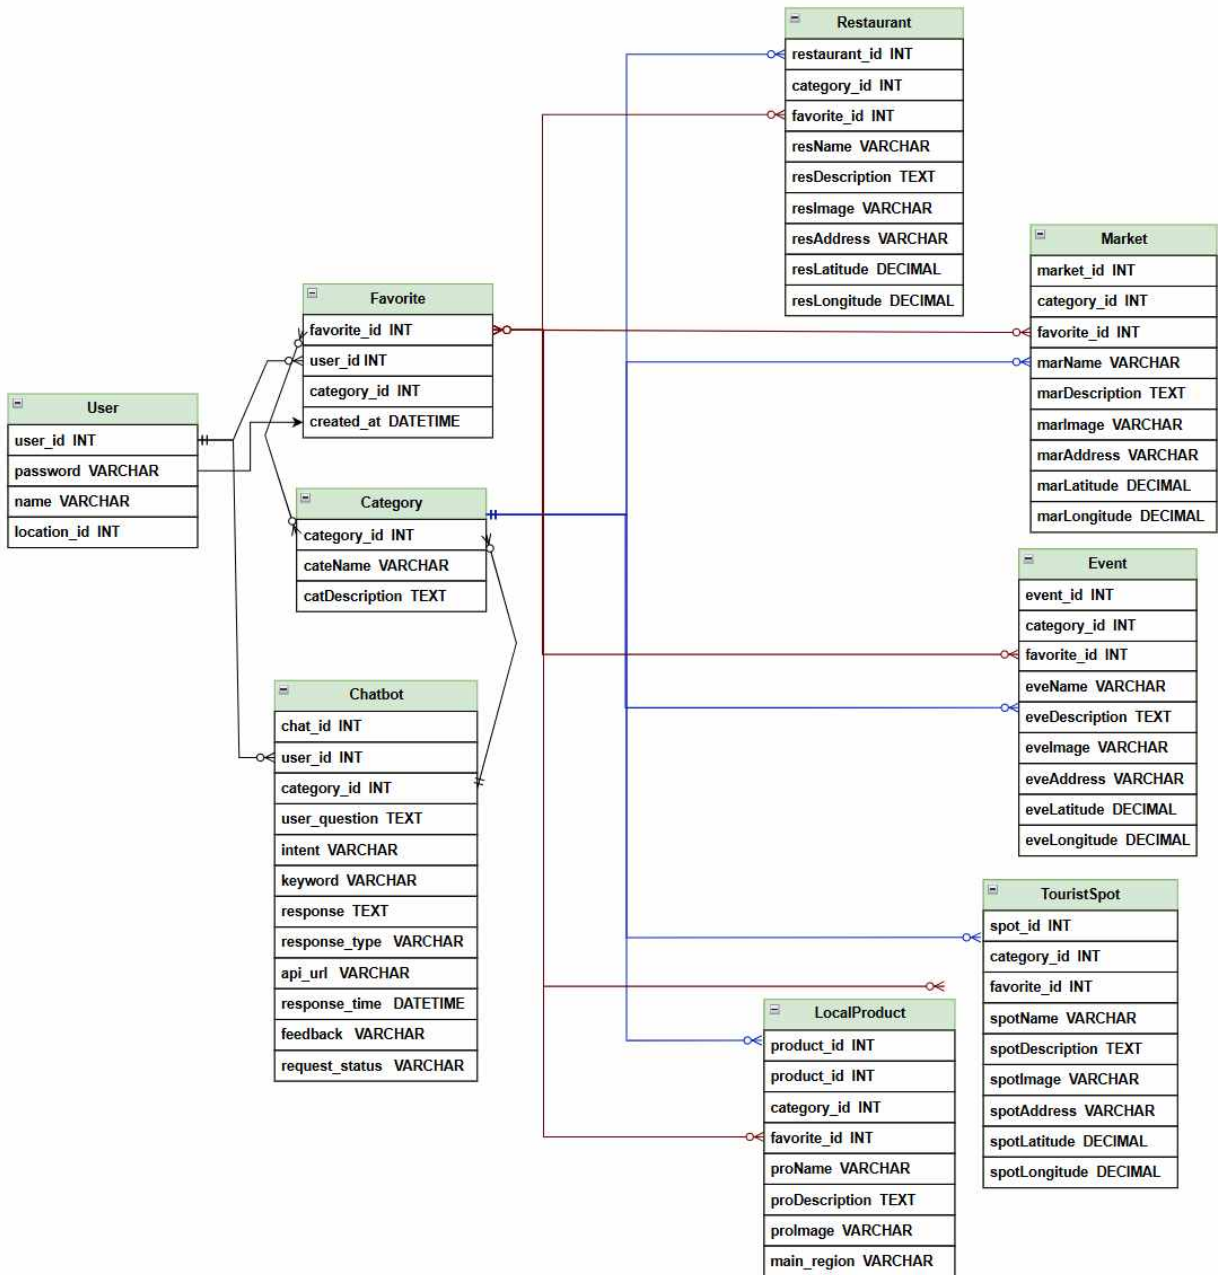 Restaurant
restaurant_id INT
category_id INT
favorite_id INT
resName VARCHAR
resDescription TEXT
resImage VARCHAR
resAddress VARCHAR
resLatitude DECIMAL
resLongitude DECIMAL
Market
market_id INT
category_id INT
favorite_id INT
marName VARCHAR
marDescription TEXT
marImage VARCHAR
marAddress VARCHAR
marLatitude DECIMAL
marLongitude DECIMAL
Favorite
favorite_id INT
user_id INT
category_id INT
created_at DATETIME
User
user_id INT
password VARCHAR
name VARCHAR
location_id INT
Category
category_id INT
cateName VARCHAR
catDescription TEXT
Event
event_id INT
category_id INT
favorite_id INT
eveName VARCHAR
eveDescription TEXT
eveImage VARCHAR
eveAddress VARCHAR
eveLatitude DECIMAL
eveLongitude DECIMAL
Chatbot
chat_id INT
user_id INT
category_id INT
user_question TEXT
intent VARCHAR
keyword VARCHAR
response TEXT
response_type VARCHAR
api_url VARCHAR
response_time DATETIME
feedback VARCHAR
request_status VARCHAR
TouristSpot
spot_id INT
category_id INT
favorite_id INT
spotName VARCHAR
spotDescription TEXT
spotImage VARCHAR
spotAddress VARCHAR
spotLatitude DECIMAL
spotLongitude DECIMAL
LocalProduct
product_id INT
product_id INT
category_id INT
favorite_id INT
proName VARCHAR
proDescription TEXT
proImage VARCHAR
main_region VARCHAR